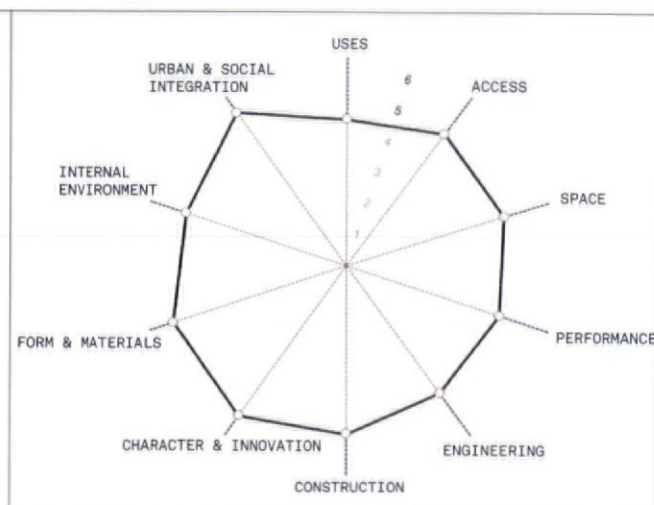 USES
6
URBAN & SOCIAL
INTEGRATION
ACCESS
5
4
INTERNAL
ENVIRONMENT
3
SPACE
2
1
FORM & MATERIALS
PERFORMANCE
CHARACTER & INNOVATION
ENGINEERING
CONSTRUCTION